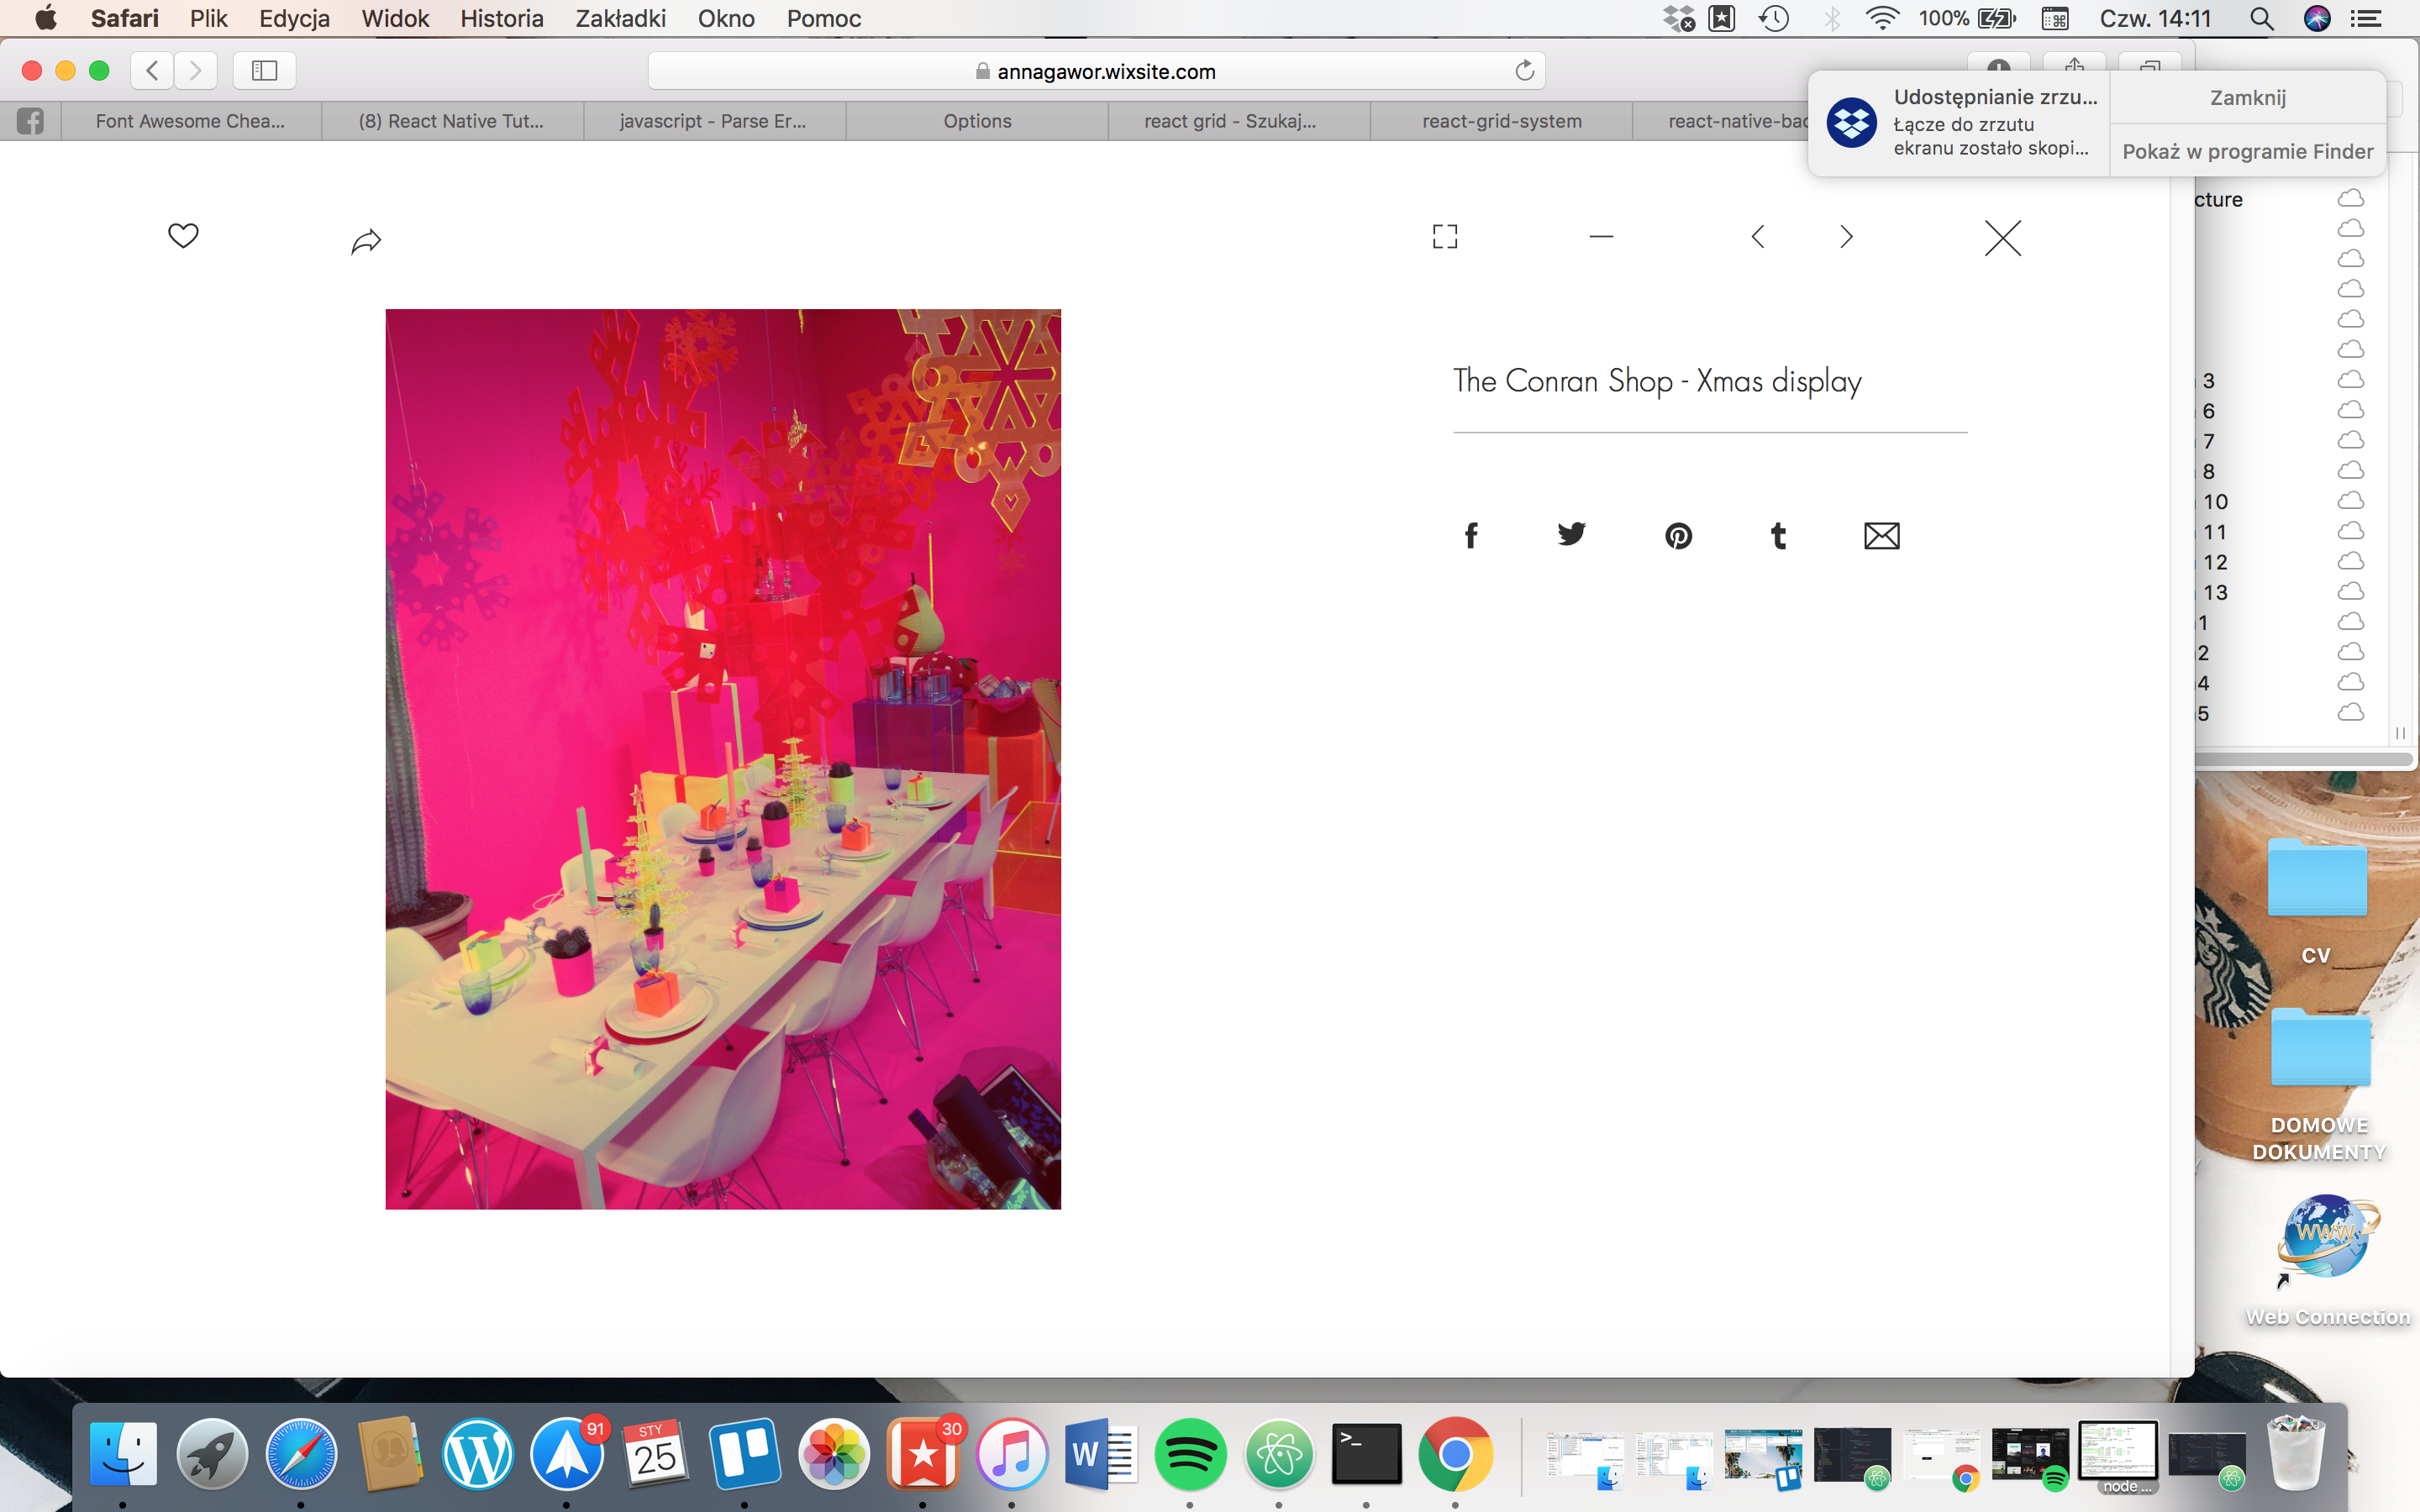 Safari Plik Edycja Widok Historia Zakładki Okno Pomoc 100% Czw. 14:11
annagawor.wixsite.com
Font Awesome Chea... (8) React Native Tut... javascript - Parse Er... Options react grid - Szukaj... react-grid-system react-native-bac
Udostępnianie zrzu...
Łącze do zrzutu
ekranu zostało skopi...
Zamknij
Pokaż w programie Finder
cture
3
6
7
8
10
11
12
13
1
2
4
5
The Conran Shop - Xmas display
CV
DOMOWE
DOKUMENTY
WWW
Web Connection
91
STY
25
30
W
>_
node ...